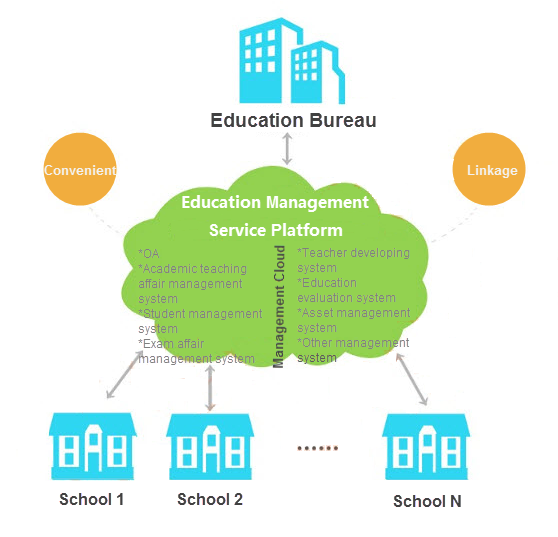 Education Bureau
Convenient
Linkage
Education Management
Service Platform
*OA
*Academic teaching
affair management
system
*Student management
system
*Exam affair
management system
Management Cloud
*Teacher developing
system
*Education
evaluation system
*Asset management
system
*Other management
system
......
School 1
School 2
School N